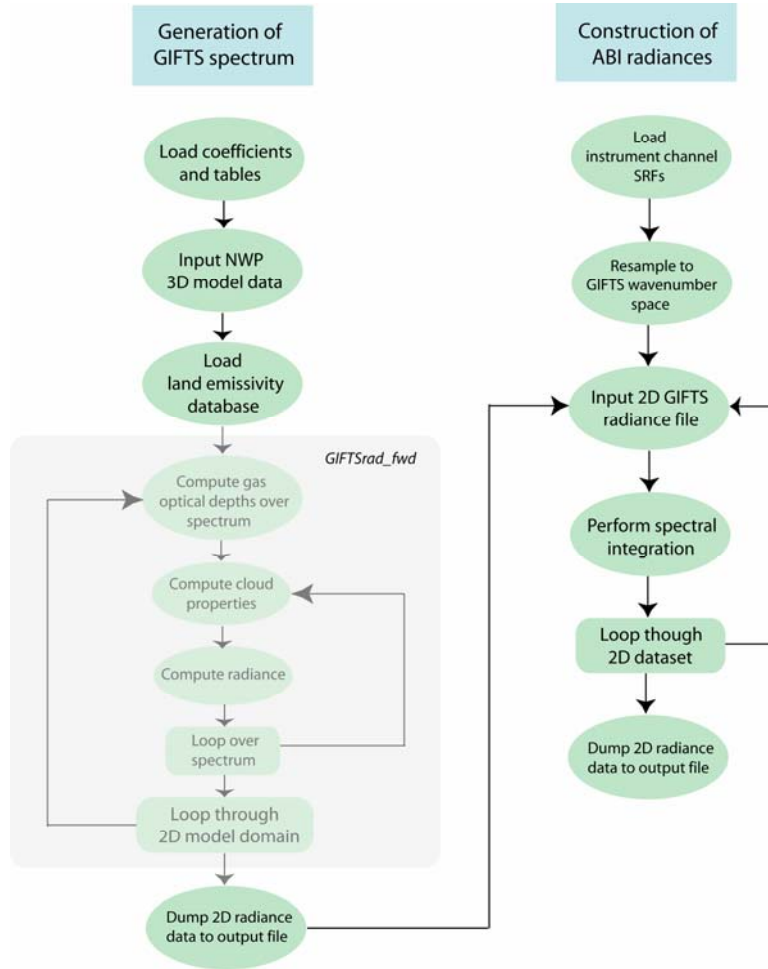 Generation of
GIFTS spectrum
Load coefficients
and tables
Input NWP
3D model data
Load
land emissivity
database
GIFTSrad_fwd
Compute gas
optical depths over
spectrum
Compute cloud
properties
Compute radiance
Loop over
spectrum
Loop through
2D model domain
Dump 2D radiance
data to output file
Construction of
ABI radiances
Load
instrument channel
SRFs
Resample to
GIFTS wavenumber
space
Input 2D GIFTS
radiance file
Perform spectral
integration
Loop though
2D dataset
Dump 2D radiance
data to output file